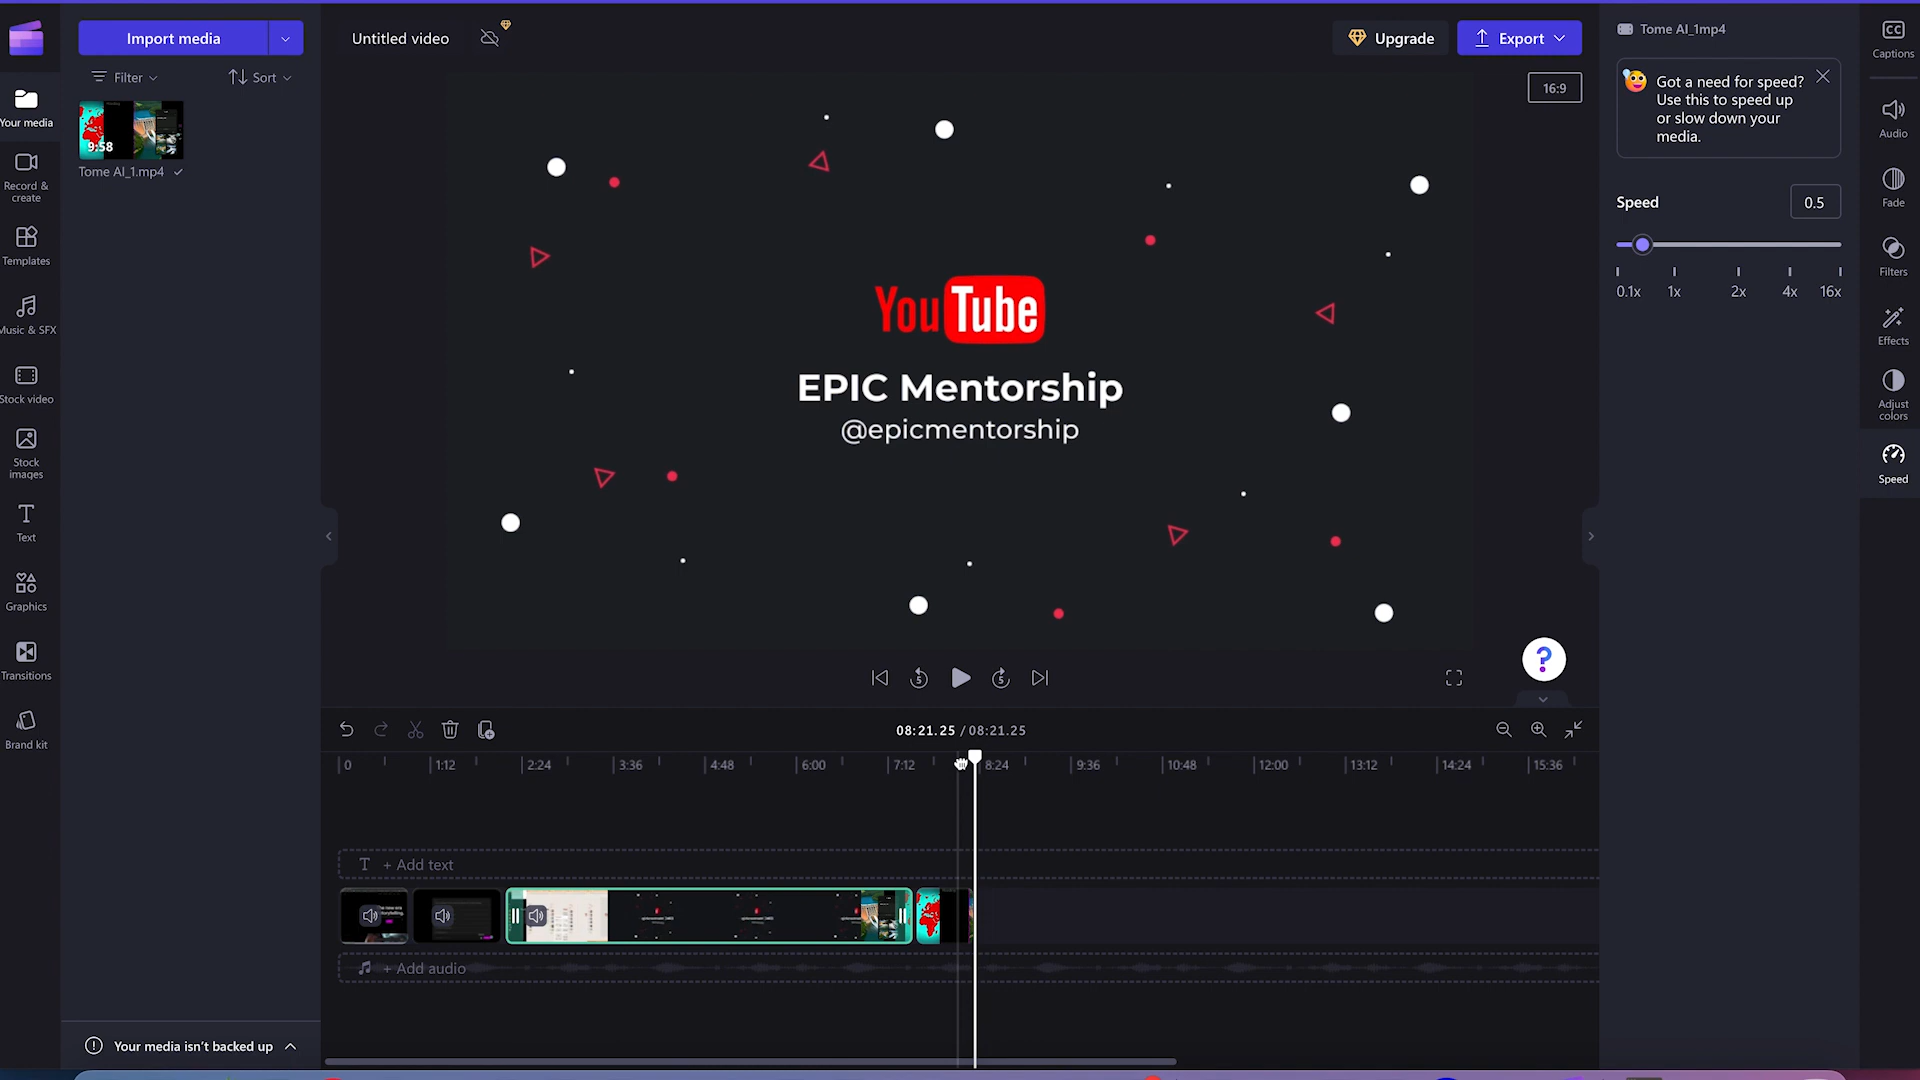 Import media
Untitled video
Upgrade
Export
Tome AI_1mp4
CC
Captions
Filter
Sort
16:9
Got a need for speed?
Use this to speed up
or slow down your
media.
Your media
9:58
Tome AI_1.mp4
Audio
Record &
create
Speed
0.5
Fade
Templates
Filters
0.1x 1x 2x 4x 16x
Music & SFX
YouTube
Effects
EPIC Mentorship
@epicmentorship
Stock video
Adjust
colors
Stock
images
Speed
Text
Graphics
Transitions
Brand kit
08:21.25 / 08:21.25
0 1:12 2:24 3:36 4:48 6:00 7:12 8:24 9:36 10:48 12:00 13:12 14:24 15:36
T + Add text
+ Add audio
Your media isn't backed up